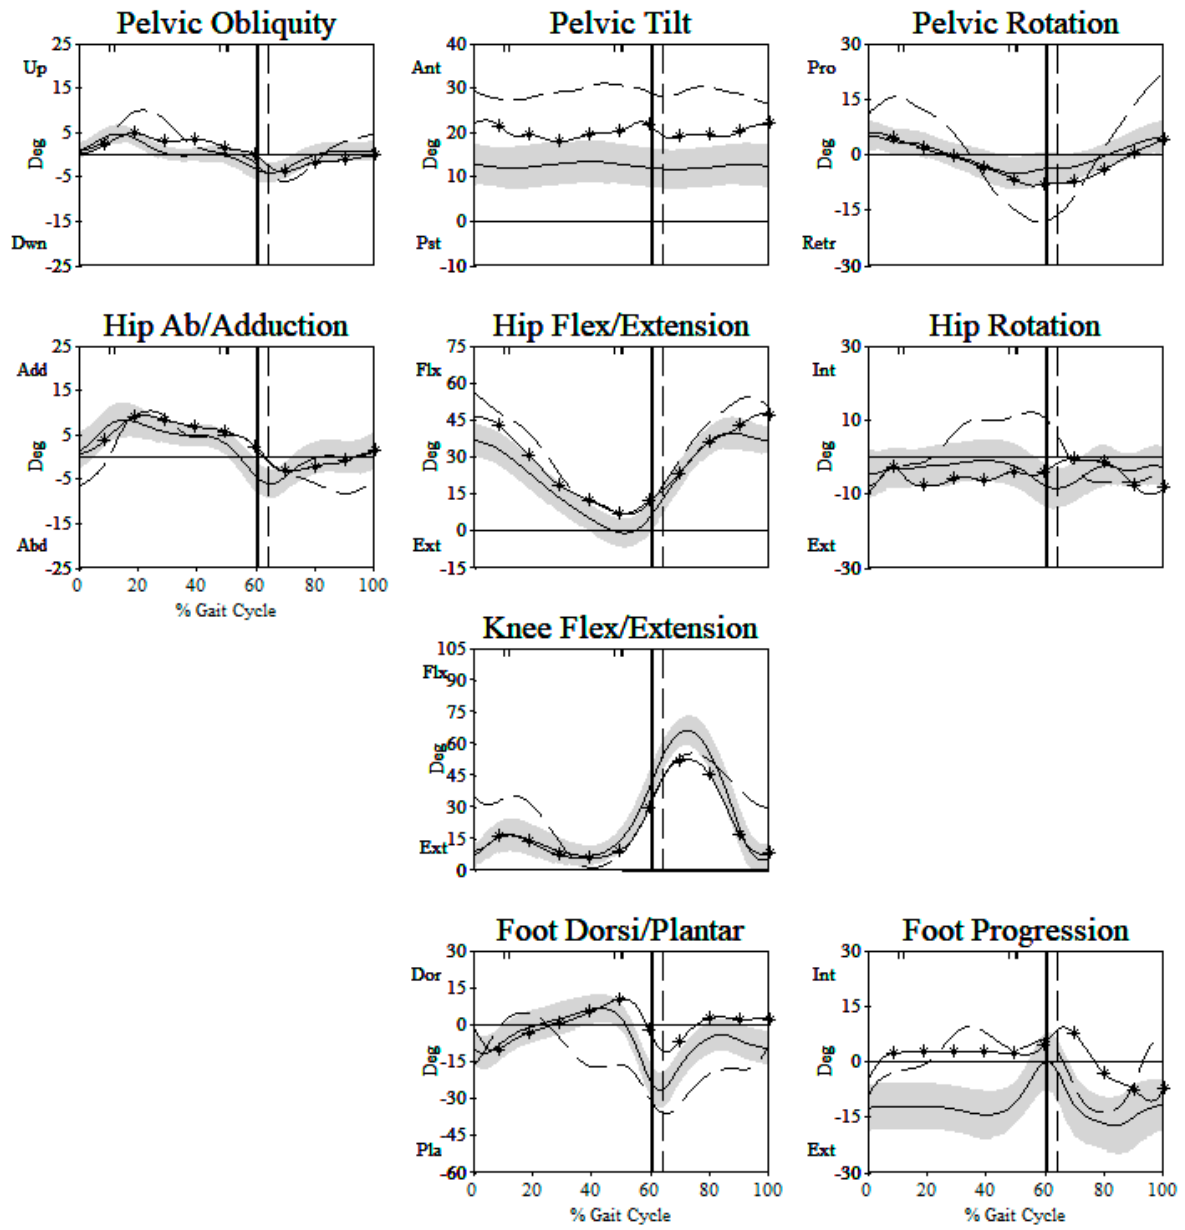 Pelvic Obliquity
25
Up
15
5
Deg
-5
-15
Dwn
-25
Pelvic Tilt
40
Ant
30
20
Deg
10
0
Pst
-10
Pelvic Rotation
30
Pro
15
Deg
0
-15
Retr
-30
Hip Ab/Adduction
25
Add
15
5
Deg
-5
-15
Abd
-25
0 20 40 60 80 100
% Gait Cycle
Hip Flex/Extension
75
Flx
60
45
Deg
30
15
0
Ext
-15
Hip Rotation
30
Int
10
Deg
-10
Ext
-30
Knee Flex/Extension
105
Flx
90
75
60
Deg
45
30
Ext
15
0
Foot Dorsi/Plantar
30
Dor
15
0
Deg
-15
-30
-45
Pla
-60
0 20 40 60 80 100
% Gait Cycle
Foot Progression
30
Int
15
Deg
0
-15
Ext
-30
0 20 40 60 80 100
% Gait Cycle